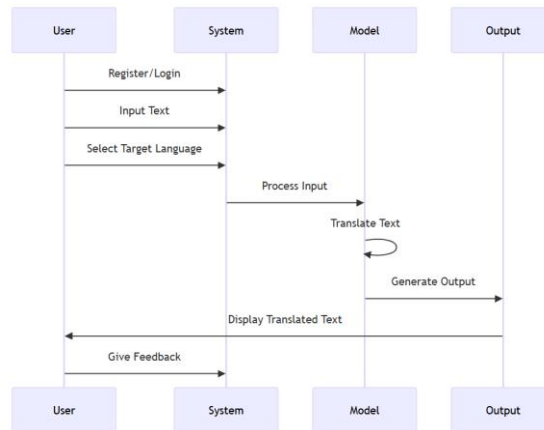 User
System
Model
Output
Register/Login
Input Text
Select Target Language
Process Input
Translate Text
Generate Output
Display Translated Text
Give Feedback
User
System
Model
Output